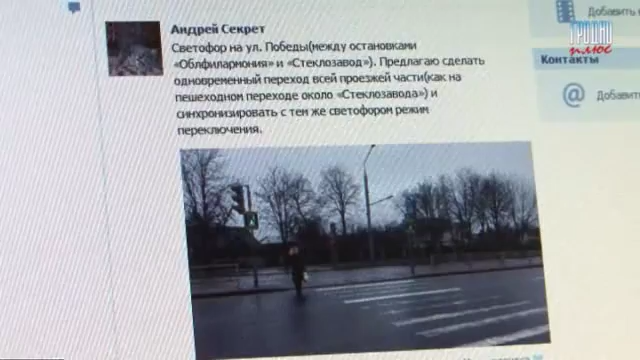 Добавить
ГРОДНО
плюс
Андрей Секрет
Светофор на ул. Победы(между остановками
«Облфилармония» и «Стеклозавод»). Предлагаю сделать
одновременный переход всей проезжей части(как на
пешеходном переходе около «Стеклозавода») и
синхронизировать с тем же светофором режим
переключения.
Контакты
@ Добавить